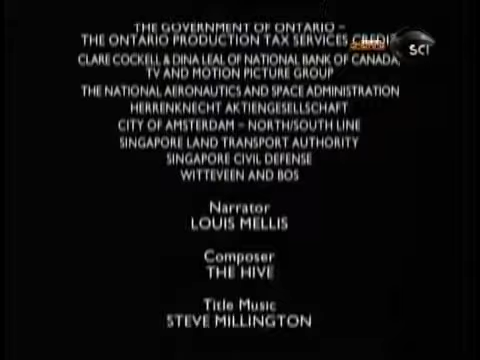 THE GOVERNMENT OF ONTARIO –
THE ONTARIO PRODUCTION TAX SERVICES CREDIT
CLARE COCKELL & DINA LEAL OF NATIONAL BANK OF CANADA,
TV AND MOTION PICTURE GROUP
THE NATIONAL AERONAUTICS AND SPACE ADMINISTRATION
HERRENKNECHT AKTIENGESELLSCHAFT
CITY OF AMSTERDAM – NORTH/SOUTH LINE
SINGAPORE LAND TRANSPORT AUTHORITY
SINGAPORE CIVIL DEFENSE
WITTEVEEN AND BOS
Narrator
LOUIS MELLIS
Composer
THE HIVE
Title Music
STEVE MILLINGTON
SCI